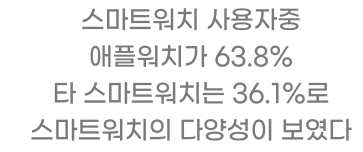 스마트워치 사용자중
애플워치가 63.8%
타 스마트워치는 36.1%로
스마트워치의 다양성이 보였다